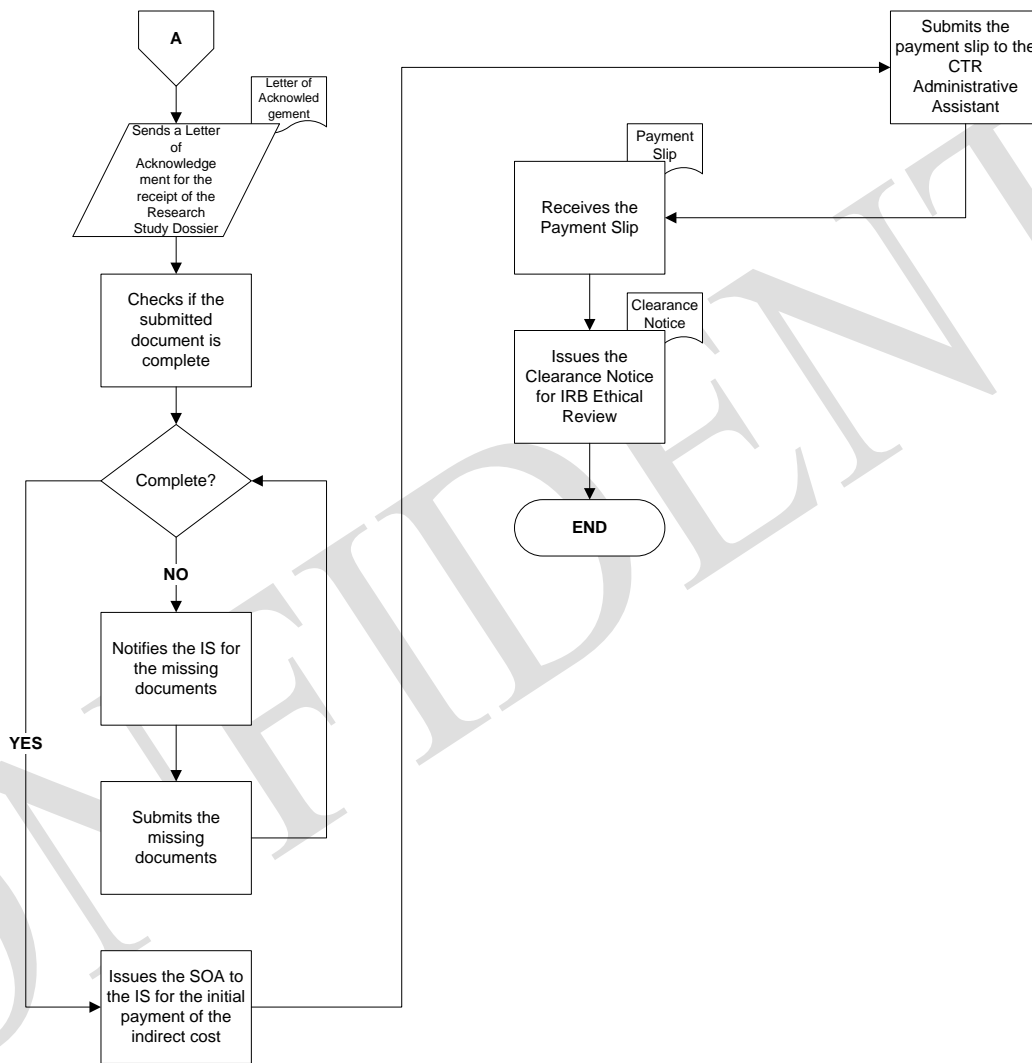 A
Letter of
Acknowled
gement
Sends a Letter
of
Acknowledge
ment for the
receipt of the
Research
Study Dossier
Checks if the
submitted
document is
complete
Complete?
NO
Notifies the IS for
the missing
documents
YES
Submits the
missing
documents
Issues the SOA to
the IS for the initial
payment of the
indirect cost
Submits the
payment slip to the
CTR
Administrative
Assistant
Payment
Slip
Receives the
Payment Slip
Clearance
Notice
Issues the
Clearance Notice
for IRB Ethical
Review
END
ONFIDENT